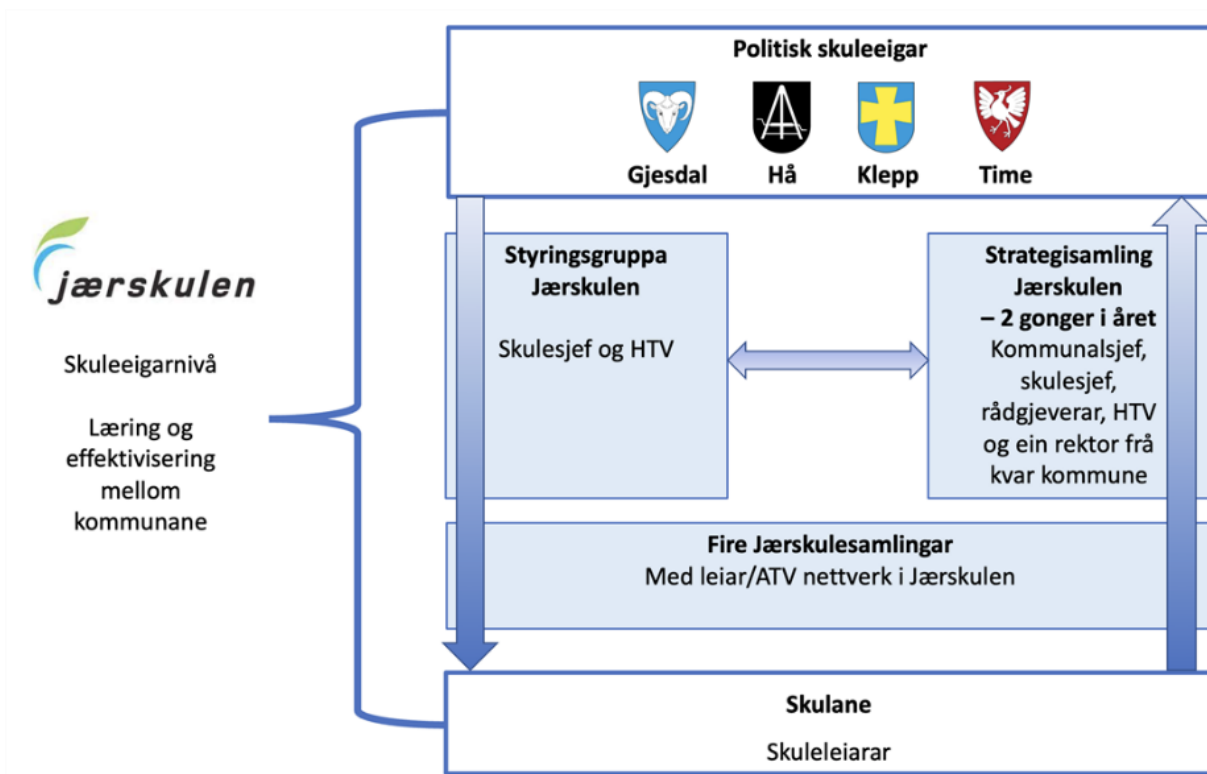 jærskulen
Skuleeigarnivå
Læring og
effektivisering
mellom
kommunane
Politisk skuleeigar
Gjesdal
Hå
Klepp
Time
Styringsgruppa
Jærskulen
Skulesjef og HTV
Strategisamling
Jærskulen
– 2 gonger i året
Kommunalsjef,
skulesjef,
rådgjeverar, HTV
og ein rektor frå
kvar kommune
Fire Jærskulesamlingar
Med leiar/ATV nettverk i Jærskulen
Skulane
Skuleleiarar